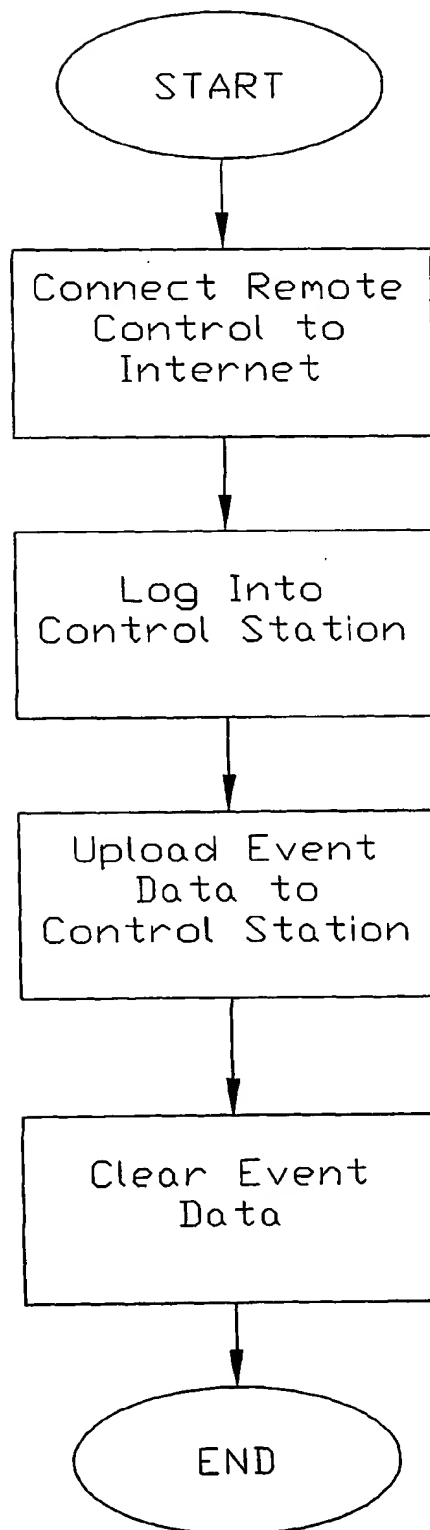 START
Connect Remote
Control to
Internet
Log Into
Control Station
Upload Event
Data to
Control Station
Clear Event
Data
END